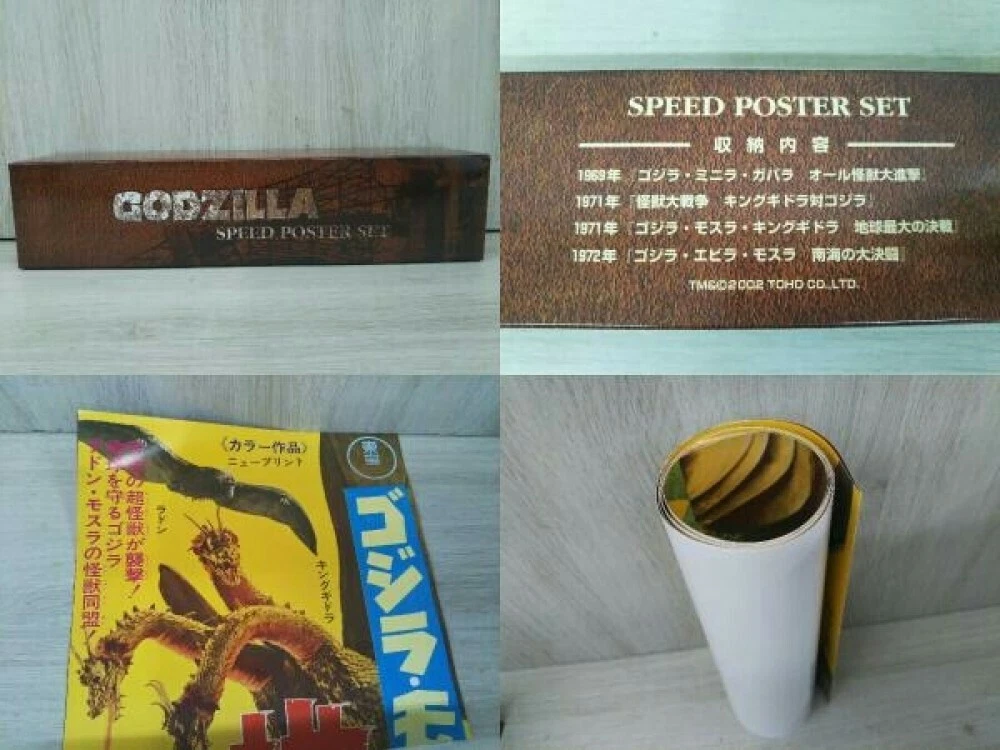 GODZILLA
SPEED POSTER SET
SPEED POSTER SET
収納内容
1969年「ゴジラ・ミニラ・ガバラ オール怪獣大進撃」
1971年「怪獣大戦争 キングギドラ対ゴジラ」
1971年「ゴジラ・モスラ・キングギドラ 地球最大の決戦」
1972年「ゴジラ・エビラ・モスラ 南海の大決闘」
TM&©2002 TOHO CO.,LTD.
《カラー作品》
ニュープリント
東宝
ゴジラ・モ
の超怪獣が襲撃!
を守るゴジラ
ラドン・モスラの怪獣同盟!
ラドン
キングギドラ
地